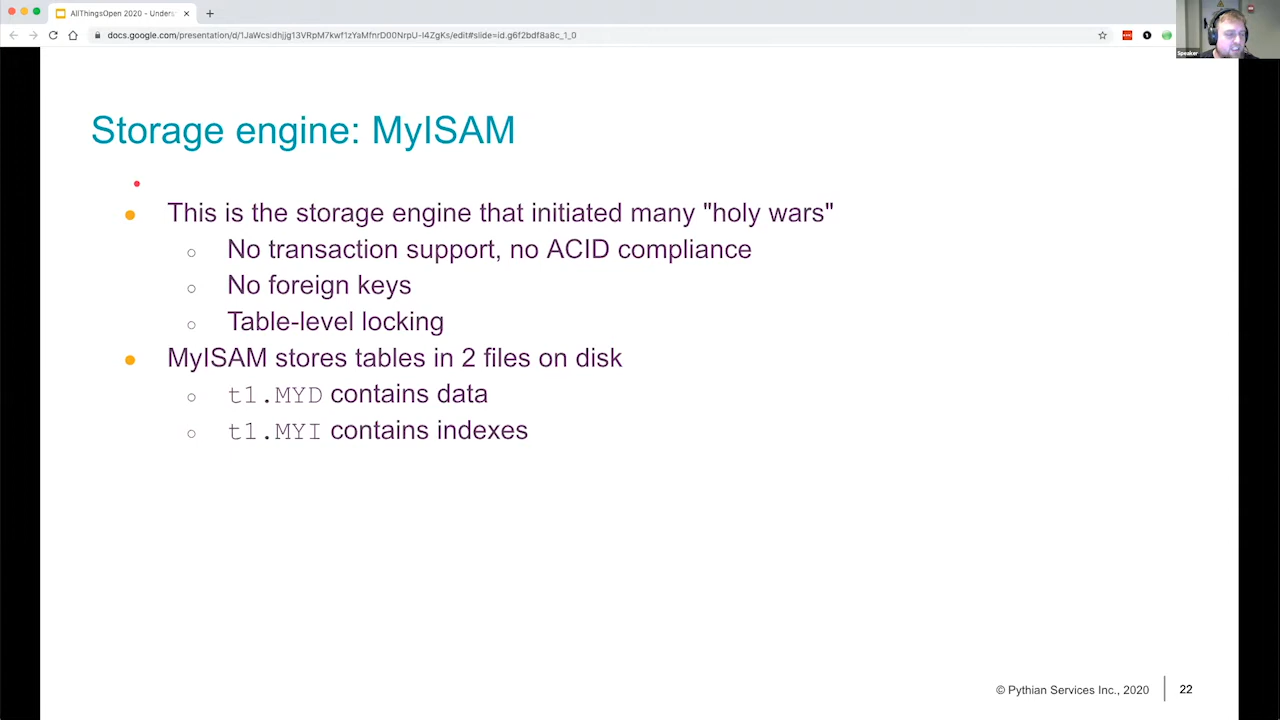 AllThingsOpen 2020 - Unders
docs.google.com/presentation/d/1JaWcsidhjjg13VRpM7kwf1zYaMfnrD00NrpU-I4ZgKs/edit#slide=id.g6f2bdf8a8c_1_0
Speaker
Storage engine: MyISAM
This is the storage engine that initiated many "holy wars"
No transaction support, no ACID compliance
No foreign keys
Table-level locking
MyISAM stores tables in 2 files on disk
t1.MYD contains data
t1.MYI contains indexes
© Pythian Services Inc., 2020
22